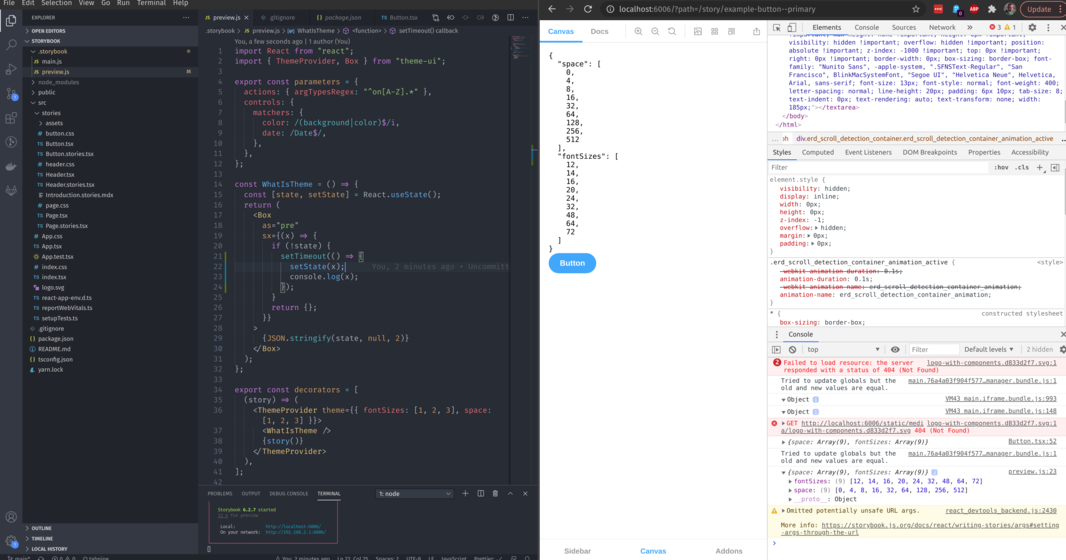 File Edit Selection View Go Run Terminal Help
EXPLORER
OPEN EDITORS
STORYBOOK
.storybook
main.js
preview.js M
node_modules
public
src
stories
assets
button.css
Button.tsx
Button.stories.tsx
header.css
Header.tsx
Header.stories.tsx
Introduction.stories.mdx
page.css
Page.tsx
Page.stories.tsx
App.css
App.tsx
App.test.tsx
index.css
index.tsx
logo.svg
react-app-env.d.ts
reportWebVitals.ts
setupTests.ts
.gitignore
package.json
README.md
tsconfig.json
yarn.lock
OUTLINE
TIMELINE
LOCAL HISTORY
preview.js .gitignore package.json Button.tsx
.storybook > preview.js > WhatIsTheme > <function> > setTimeout() callback
You, a few seconds ago | 1 author (You)
1 import React from "react";
2 import { ThemeProvider, Box } from "theme-ui";
3
4 export const parameters = {
5 actions: { argTypesRegex: "^on[A-Z].*" },
6 controls: {
7 matchers: {
8 color: /(background|color)$/i,
9 date: /Date$/,
10 },
11 },
12 };
13
14 const WhatIsTheme = () => {
15 const [state, setState] = React.useState();
16 return (
17 <Box
18 as="pre"
19 sx={(x) => {
20 if (!state) {
21 setTimeout(() => {
22 setState(x); You, 2 minutes ago • Uncommitt
23 console.log(x);
24 });
25 }
26 return {};
27 }}
28 >
29 {JSON.stringify(state, null, 2)}
30 </Box>
31 );
32 };
33
34 export const decorators = [
35 (story) => (
36 <ThemeProvider theme={{ fontSizes: [1, 2, 3], space:
[1, 2, 3] }}>
37 <WhatIsTheme />
38 {story()}
39 </ThemeProvider>
40 ),
41 ];
42
PROBLEMS OUTPUT DEBUG CONSOLE TERMINAL 1: node
Storybook 6.2.7 started
Local: http://localhost:6006/
On your network:
localhost:6006/?path=/story/example-button--primary
Update
Canvas Docs
{
"space": [
0,
4,
8,
16,
32,
64,
128,
256,
512
],
"fontSizes": [
12,
14,
16,
20,
24,
32,
48,
64,
72
]
}
Button
Sidebar Canvas Addons
Elements Console Sources Network 3 1
visibility: hidden !important; overflow: hidden !important; position:
absolute !important; z-index: -1000 !important; top: 0px !important;
right: 0px !important; border-width: 0px; box-sizing: border-box; font-
family: "Nunito Sans", -apple-system, ".SFNSText-Regular", "San
Francisco", BlinkMacSystemFont, "Segoe UI", "Helvetica Neue", Helvetica,
Arial, sans-serif; font-size: 13px; font-style: normal; font-weight: 400;
letter-spacing: normal; line-height: 20px; padding: 6px 10px; tab-size: 8;
text-indent: 0px; text-rendering: auto; text-transform: none; width:
185px;"></textarea>
</body>
</html>
div.erd_scroll_detection_container.erd_scroll_detection_container_animation_active
Styles Computed Event Listeners DOM Breakpoints Properties Accessibility
Filter :hov .cls
element.style {
visibility: hidden;
display: inline;
width: 0px;
height: 0px;
z-index: -1;
overflow: hidden;
margin: 0px;
padding: 0px;
}
.erd_scroll_detection_container_animation_active { <style>
-webkit-animation-duration: 0.1s;
animation-duration: 0.1s;
-webkit-animation-name: erd_scroll_detection_container_animation;
animation-name: erd_scroll_detection_container_animation;
}
* { constructed stylesheet
box-sizing: border-box;
Console
top Filter Default levels 2 hidden
2 Failed to load resource: the server logo-with-components.d833d2f7.svg:1
responded with a status of 404 (Not Found)
Tried to update globals but the main.76a4a03f904f577…manager.bundle.js:1
old and new values are equal.
Object VM43 main.iframe.bundle.js:993
Object VM43 main.iframe.bundle.js:148
GET http://localhost:6006/static/medi logo-with-components.d833d2f7.svg:1
a/logo-with-components.d833d2f7.svg 404 (Not Found)
{space: Array(9), fontSizes: Array(9)} Button.tsx:52
Tried to update globals but the main.76a4a03f904f577…manager.bundle.js:1
old and new values are equal.
{space: Array(9), fontSizes: Array(9)} preview.js:23
fontSizes: (9) [12, 14, 16, 20, 24, 32, 48, 64, 72]
space: (9) [0, 4, 8, 16, 32, 64, 128, 256, 512]
__proto__: Object
Omitted potentially unsafe URL args. react_devtools_backend.js:2430
More info: https://storybook.js.org/docs/react/writing-stories/args#setting
-args-through-the-url